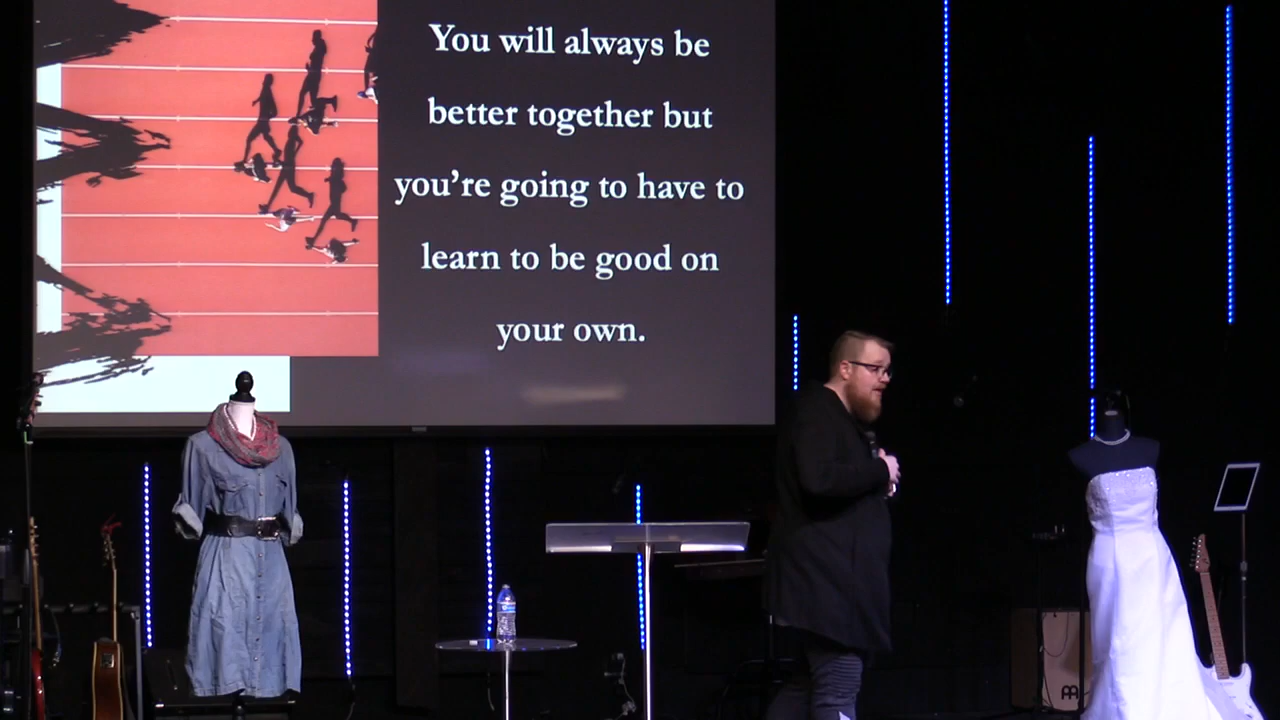 You will always be
better together but
you're going to have to
learn to be good on
your own.